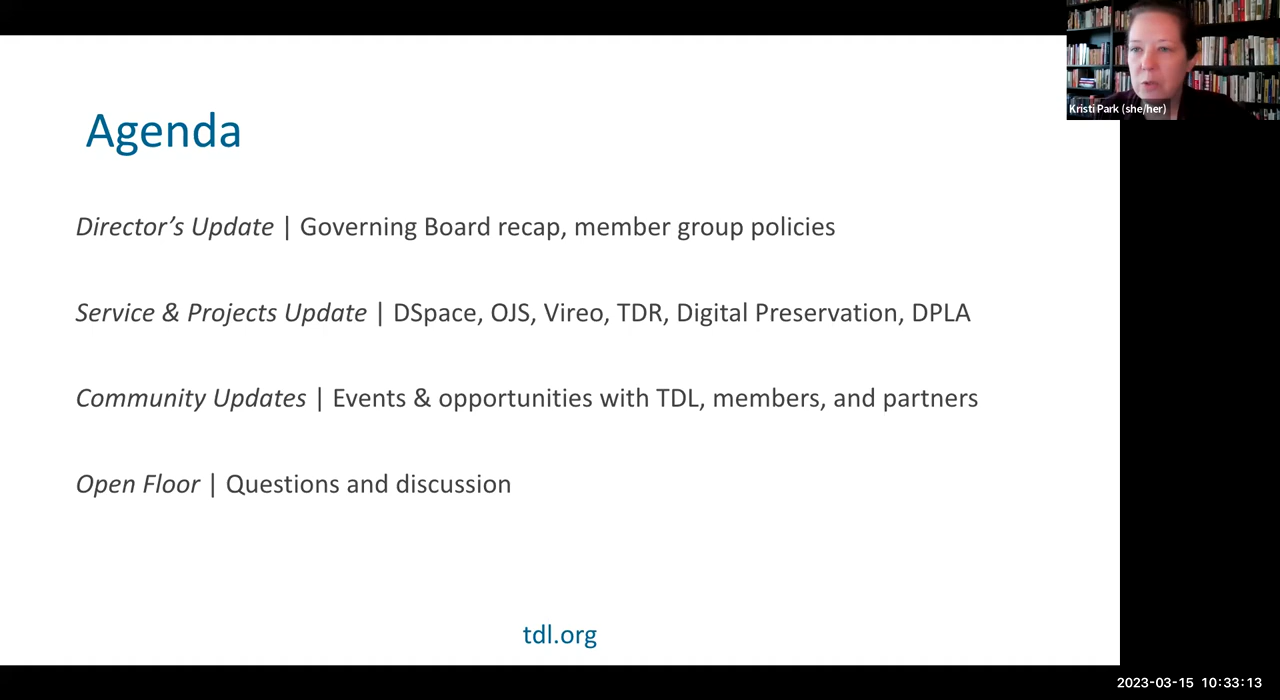 Agenda
Director’s Update | Governing Board recap, member group policies
Service & Projects Update | DSpace, OJS, Vireo, TDR, Digital Preservation, DPLA
Community Updates | Events & opportunities with TDL, members, and partners
Open Floor | Questions and discussion
tdl.org
Kristi Park (she/her)
2023-03-15 10:33:13